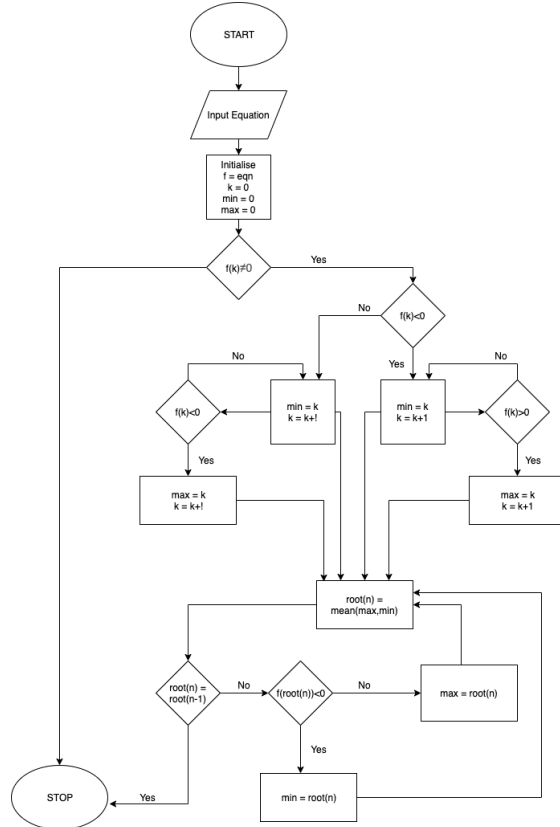 START
Input Equation
Initialise
f = eqn
k = 0
min = 0
max = 0
f(k)≠0
Yes
f(k)<0
No
Yes
No
No
f(k)<0
min = k
k = k+!
min = k
k = k+1
f(k)>0
Yes
Yes
max = k
k = k+!
max = k
k = k+1
root(n) =
mean(max,min)
root(n) =
root(n-1)
No
f(root(n))<0
No
max = root(n)
Yes
Yes
min = root(n)
STOP